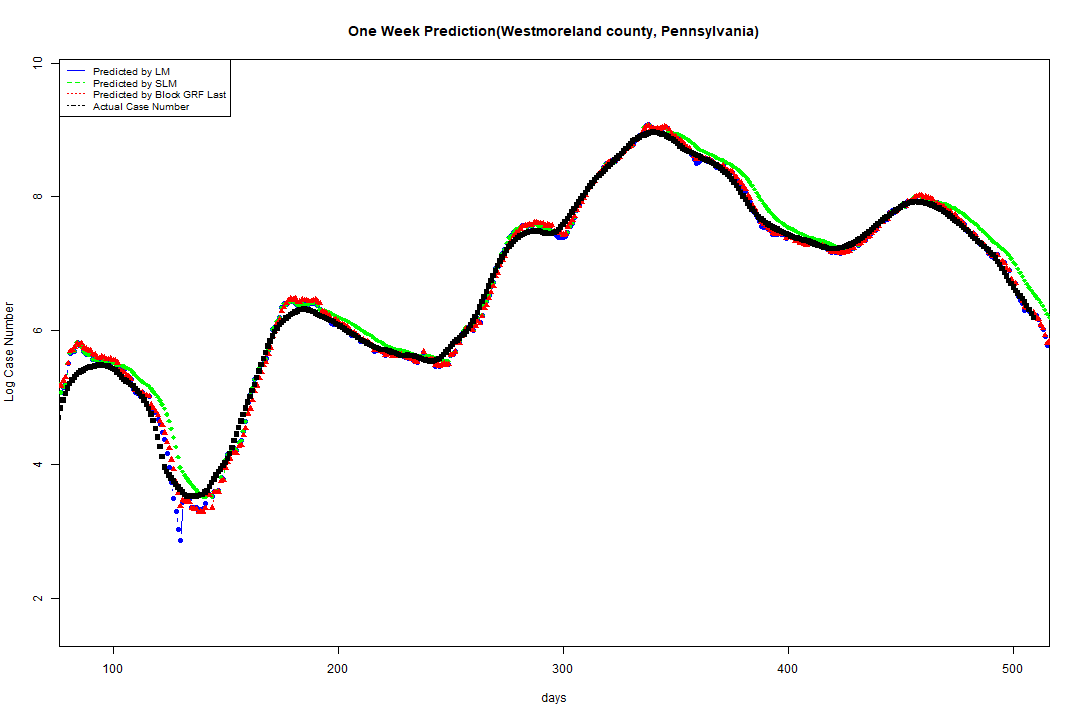 One Week Prediction(Westmoreland county, Pennsylvania)
Predicted by LM
Predicted by SLM
Predicted by Block GRF Last
Actual Case Number
10
8
6
4
2
Log Case Number
100 200 300 400 500
days